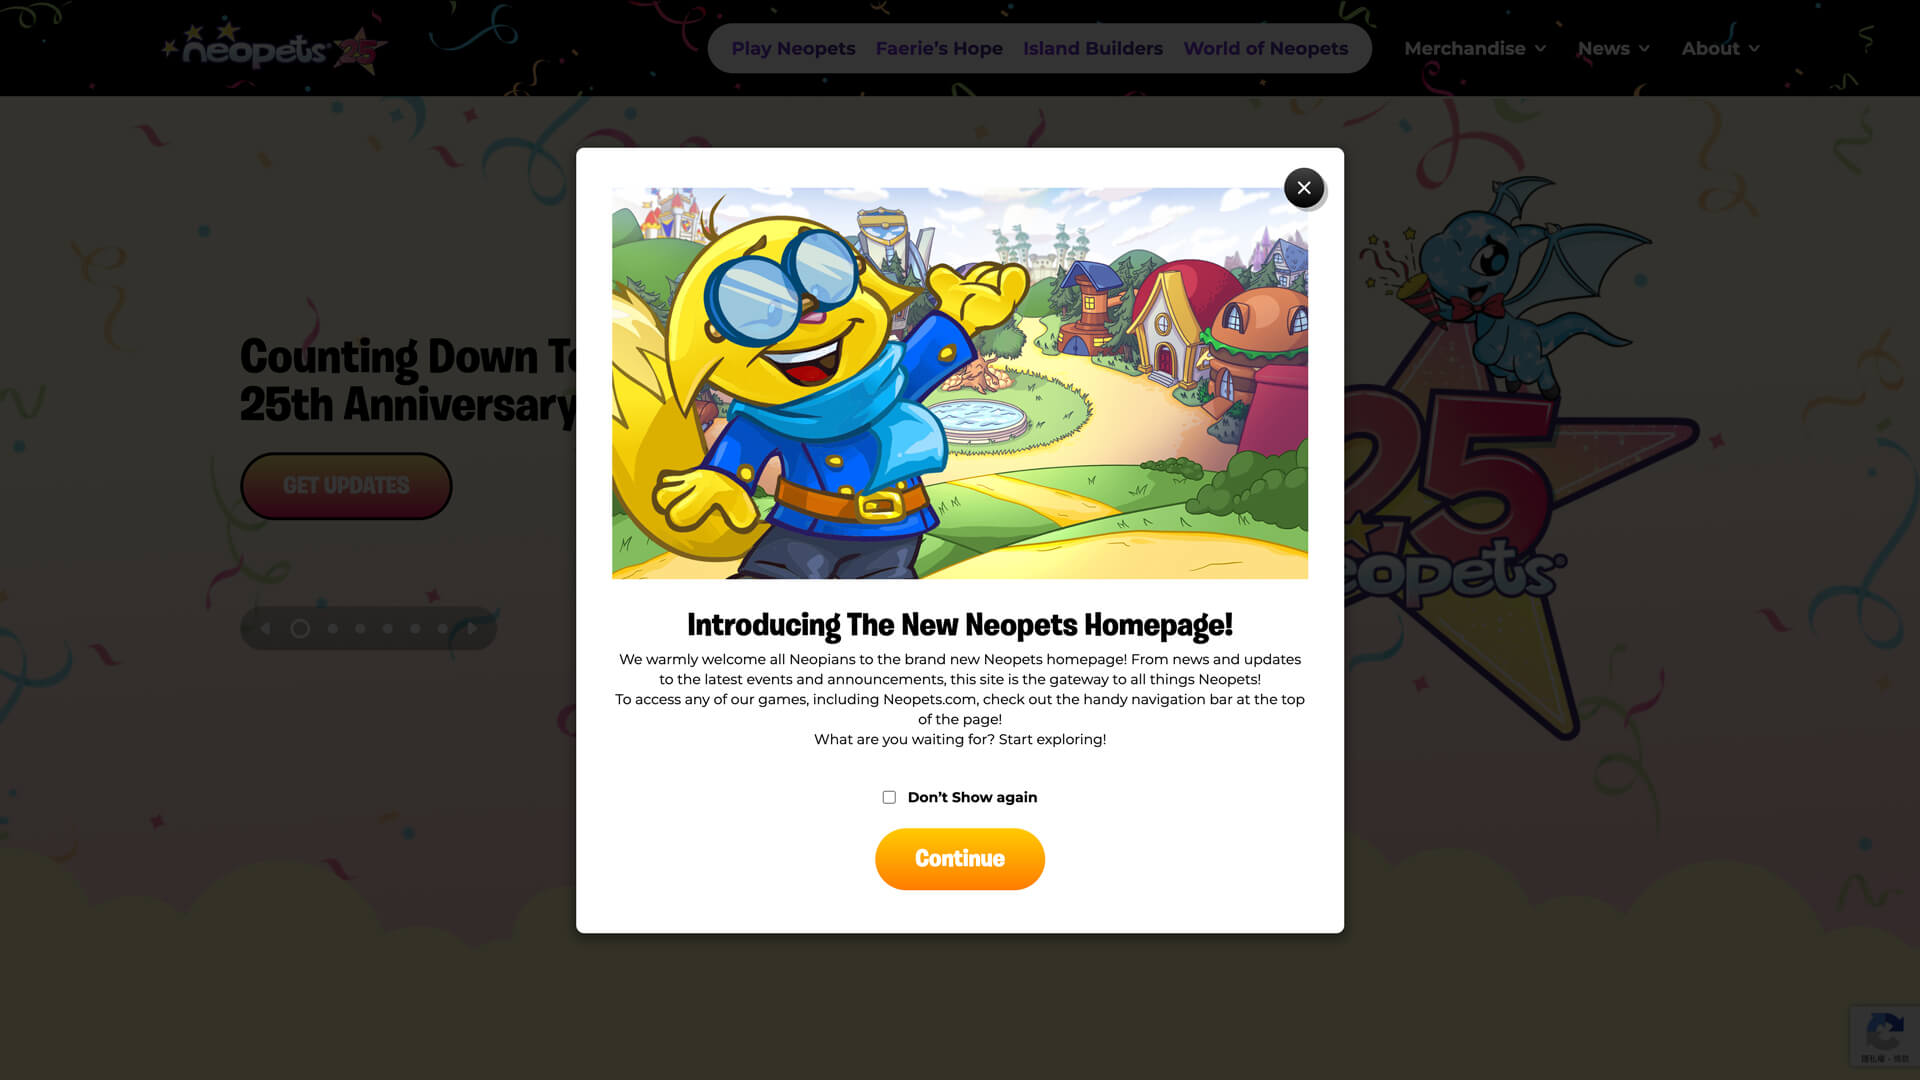 neopets 25
Play Neopets Faerie's Hope Island Builders World of Neopets
Merchandise News About
Counting Down To
25th Anniversary
GET UPDATES
25
neopets
Introducing The New Neopets Homepage!
We warmly welcome all Neopians to the brand new Neopets homepage! From news and updates
to the latest events and announcements, this site is the gateway to all things Neopets!
To access any of our games, including Neopets.com, check out the handy navigation bar at the top
of the page!
What are you waiting for? Start exploring!
Don't Show again
Continue